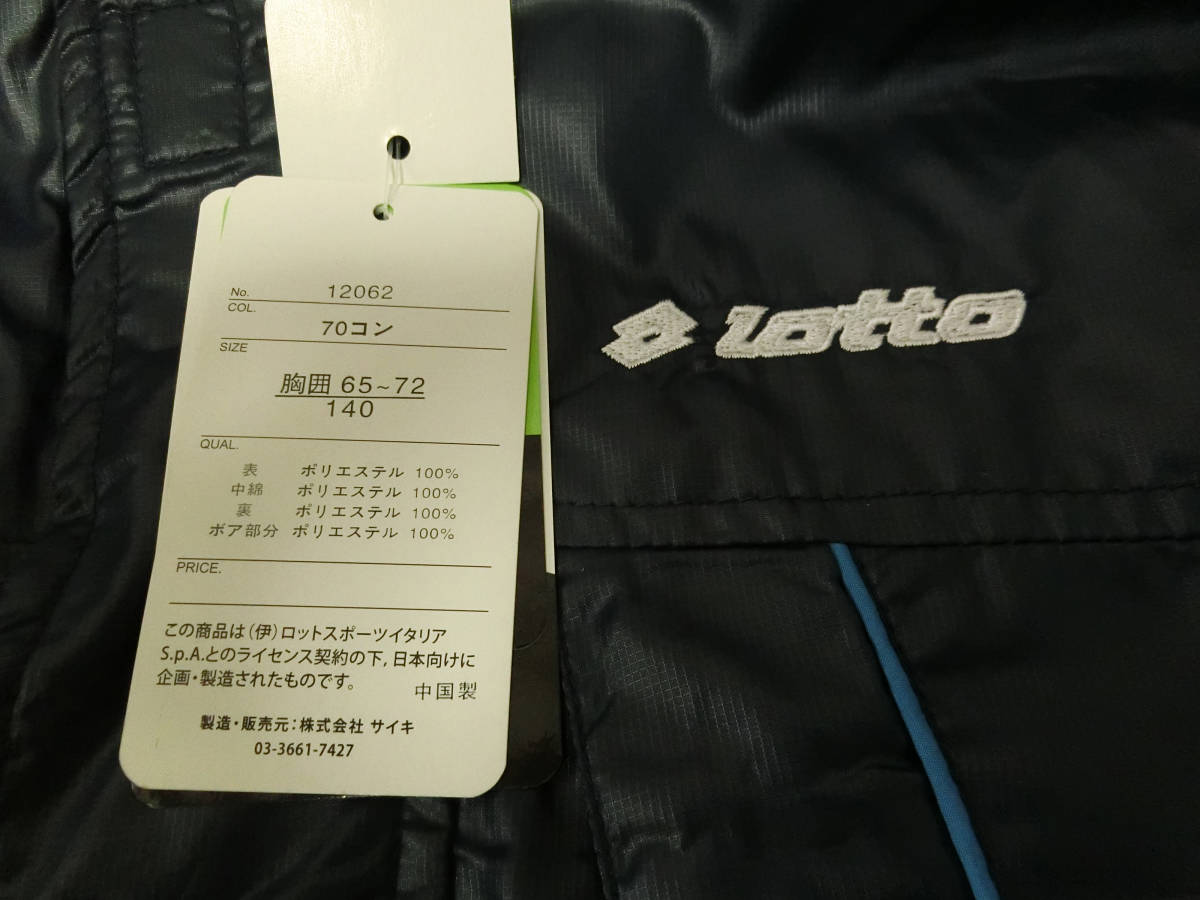 No. 12062
COL.
70コン
SIZE
胸囲 65~72
140
QUAL.
表 ポリエステル 100%
中綿 ポリエステル 100%
裏 ポリエステル 100%
ボア部分 ポリエステル 100%
PRICE.
この商品は(伊)ロットスポーツイタリア
S.p.A.とのライセンス契約の下,日本向けに
企画・製造されたものです。 中国製
製造・販売元:株式会社 サイキ
03-3661-7427
lotto